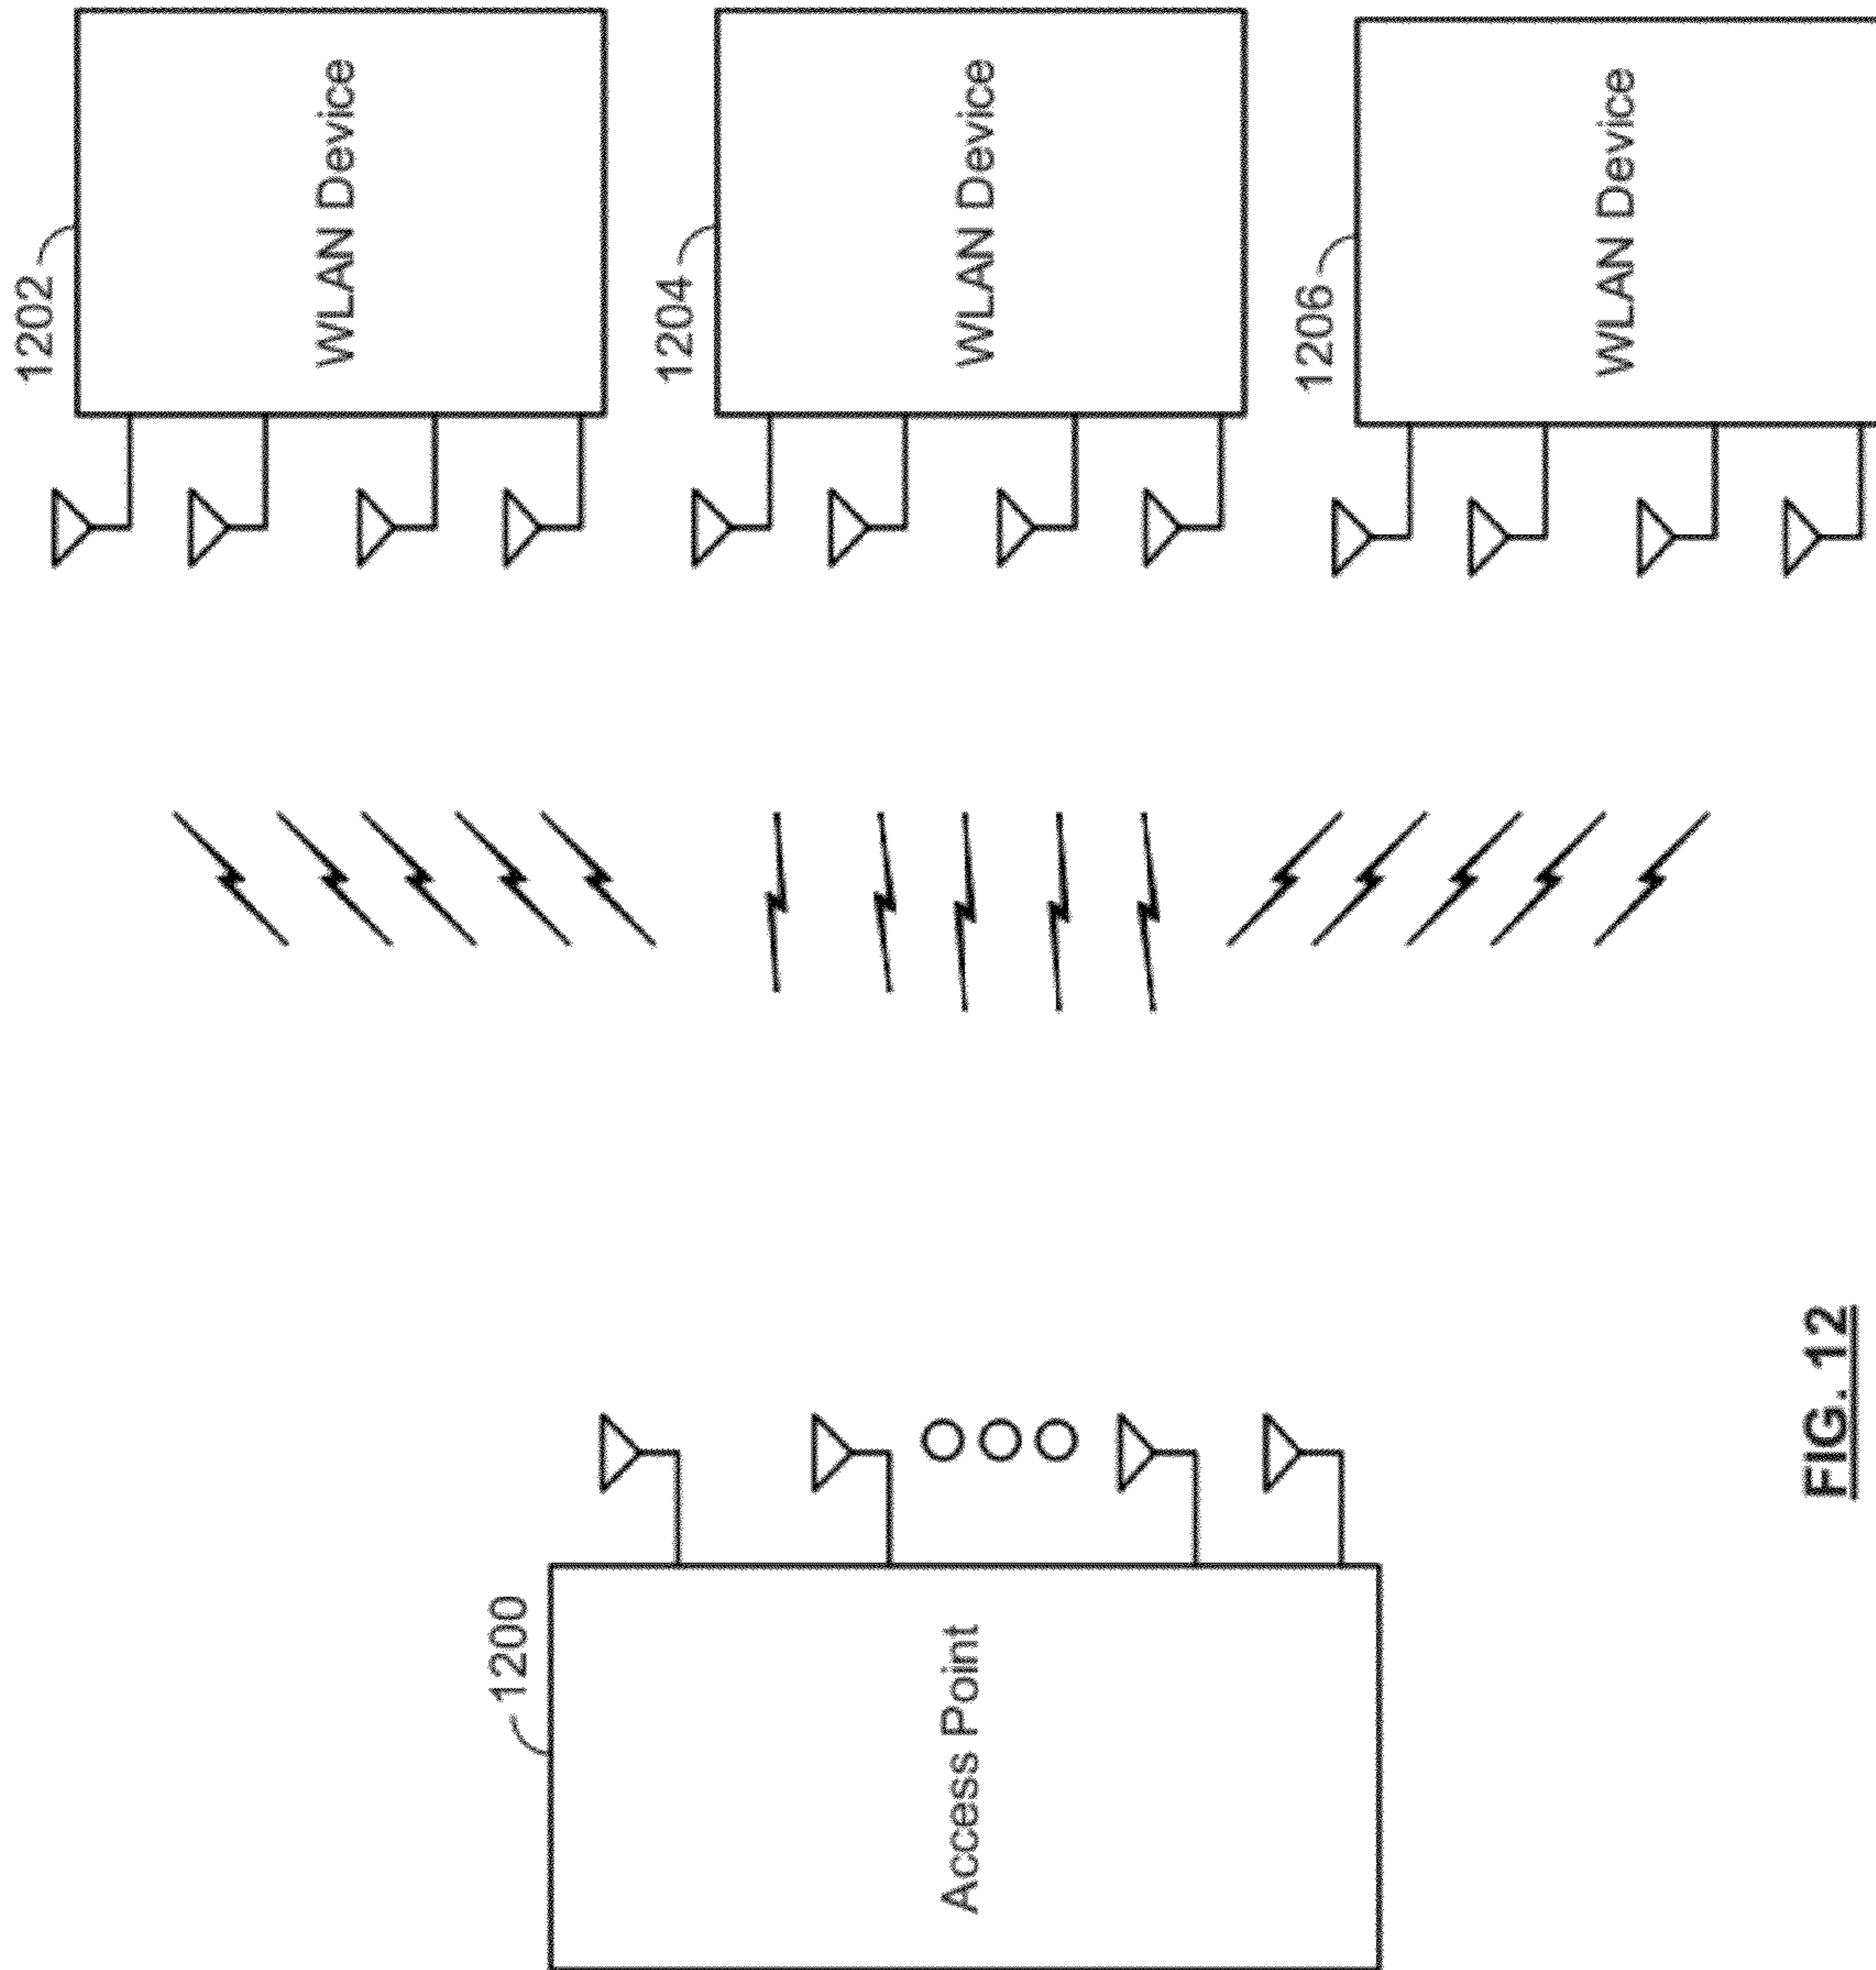 1202
WLAN Device
1204
WLAN Device
1206
WLAN Device
1200
Access Point
FIG. 12